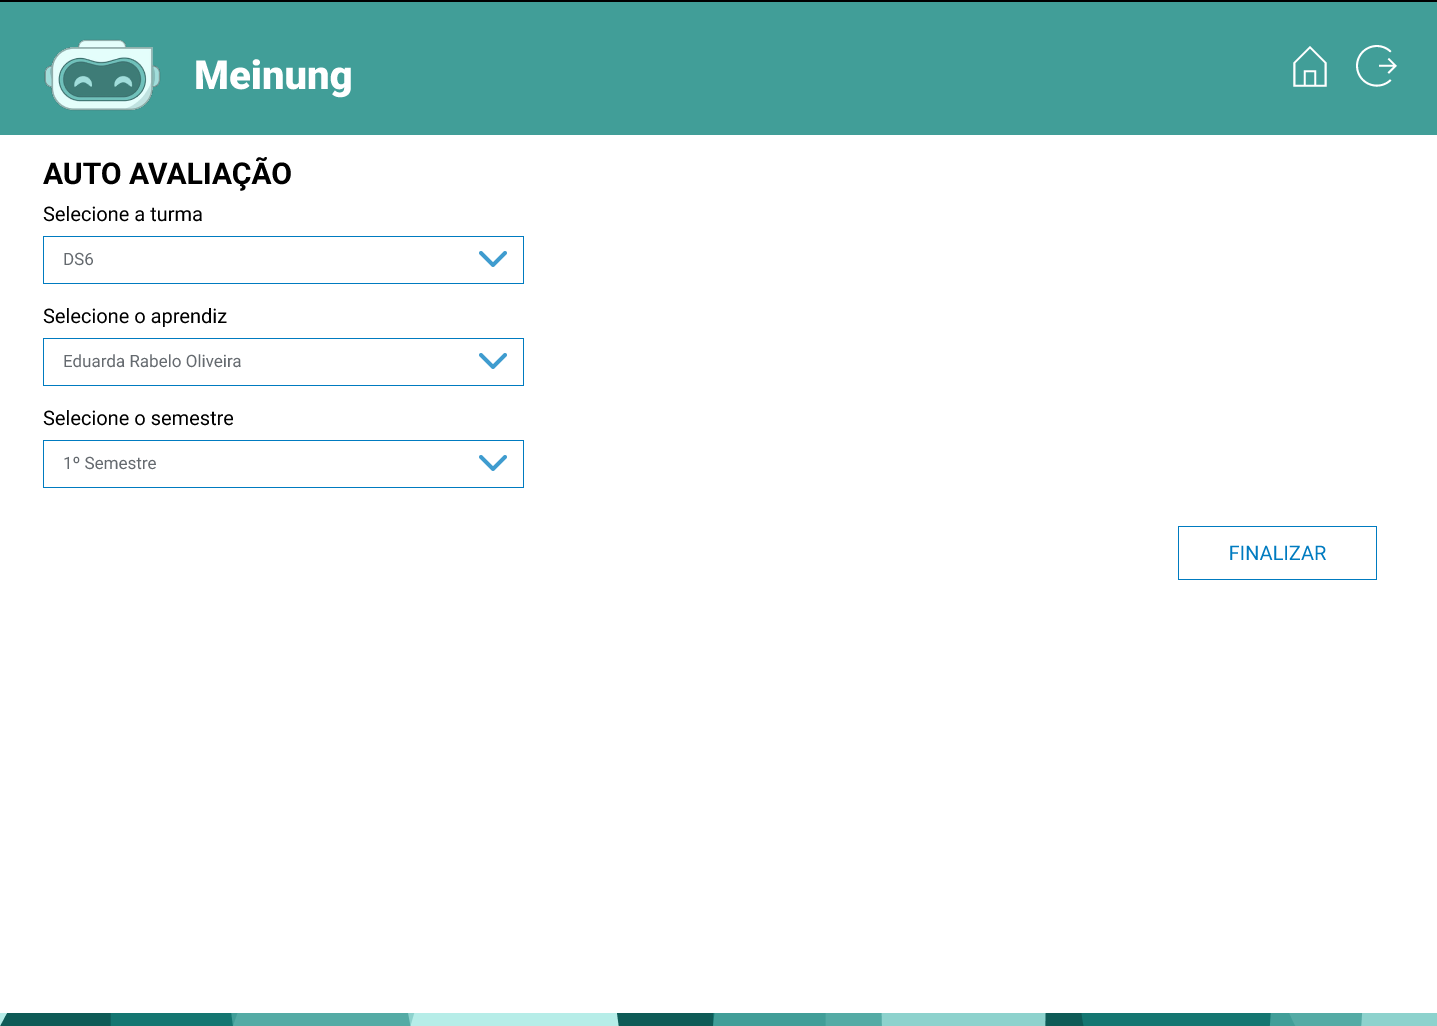 Meinung
AUTO AVALIAÇÃO
Selecione a turma
DS6
Selecione o aprendiz
Eduarda Rabelo Oliveira
Selecione o semestre
1º Semestre
FINALIZAR